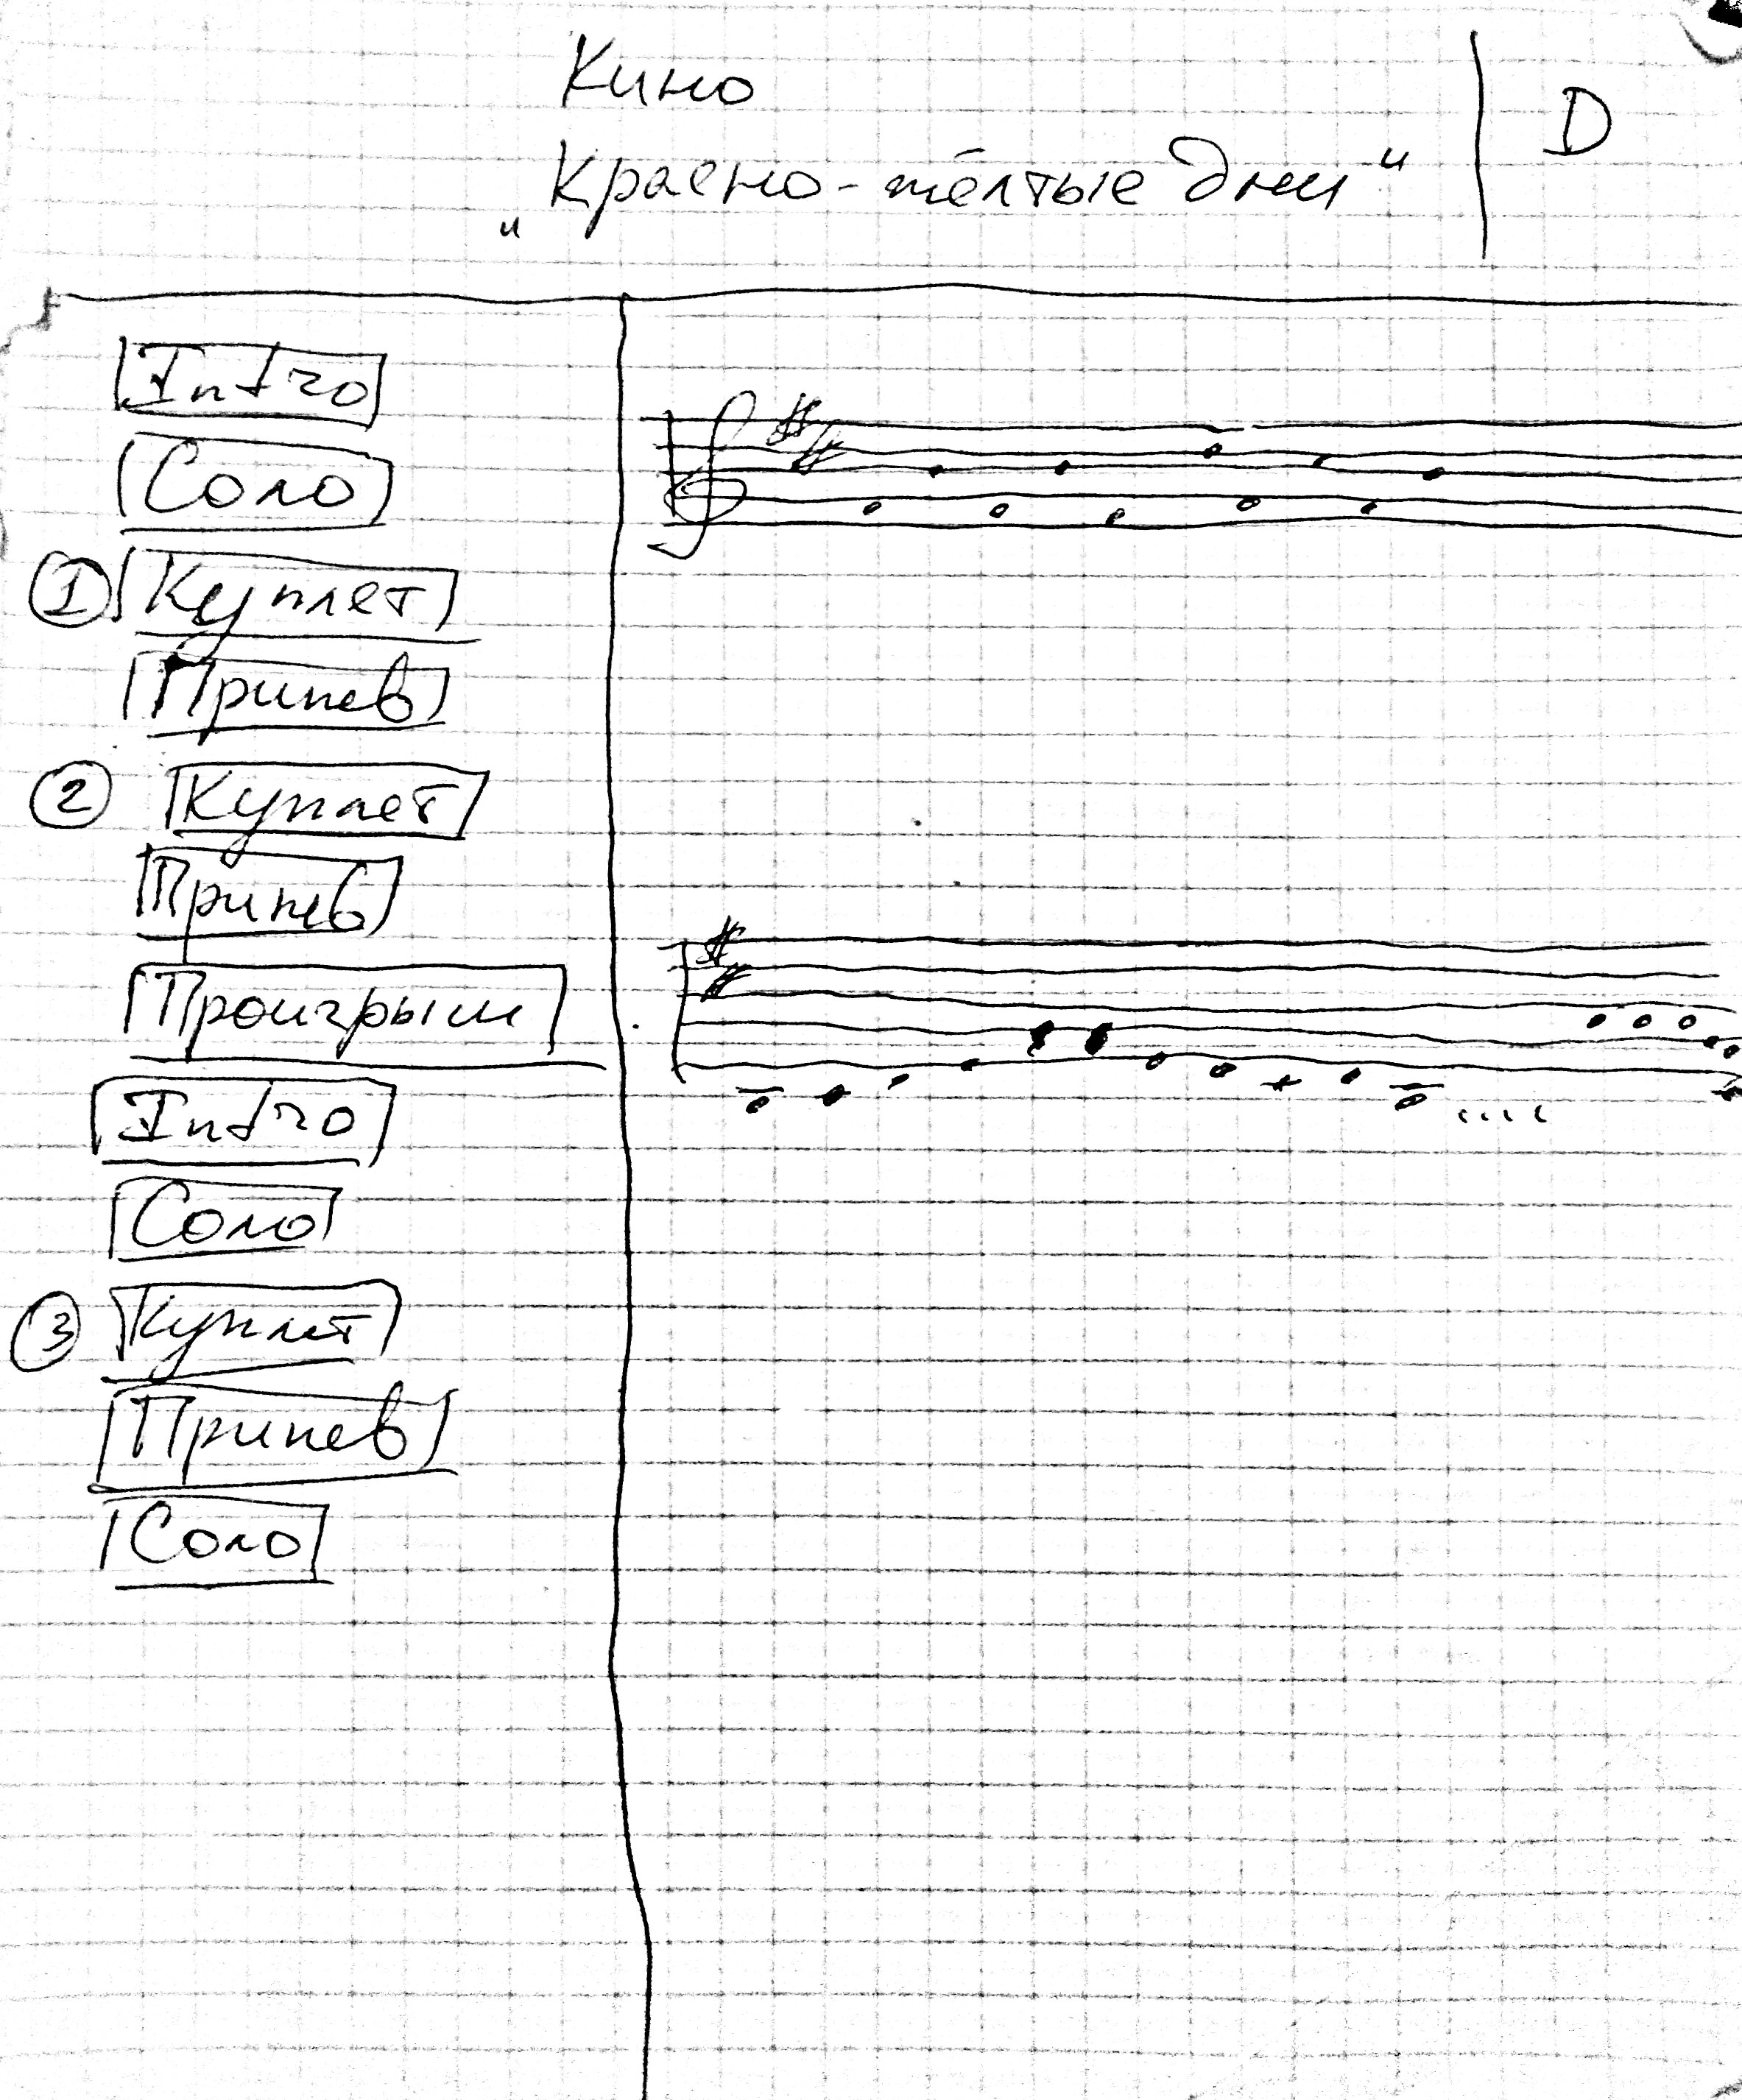 Кино
„Красно-жёлтые дни“
D
Intro
Соло
1 Куплет
Припев
2 Куплет
Припев
Проигрыш
Intro
Соло
3 Куплет
Припев
Соло